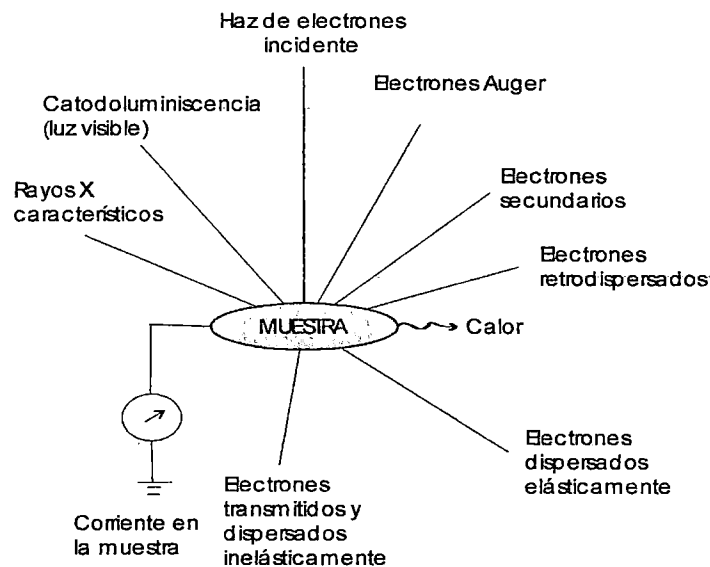 Haz de electrones
incidente
Electrones Auger
Catodoluminiscencia
(luz visible)
Rayos X
característicos
Electrones
secundarios
Electrones
retrodispersados
MUESTRA
Calor
Electrones
dispersados
elásticamente
Electrones
transmitidos y
dispersados
inelásticamente
Corriente en
la muestra